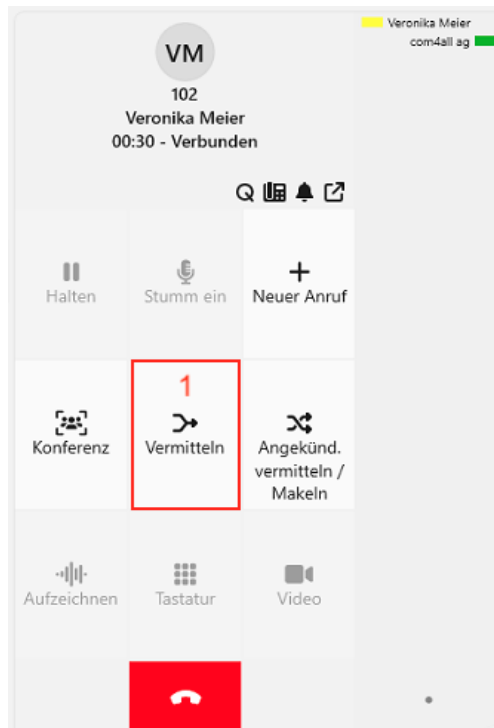 Veronika Meier
com4all ag
VM
102
Veronika Meier
00:30 - Verbunden
Halten
Stumm ein
Neuer Anruf
1
Konferenz
Vermitteln
Angekünd.
vermitteln /
Makeln
Aufzeichnen
Tastatur
Video